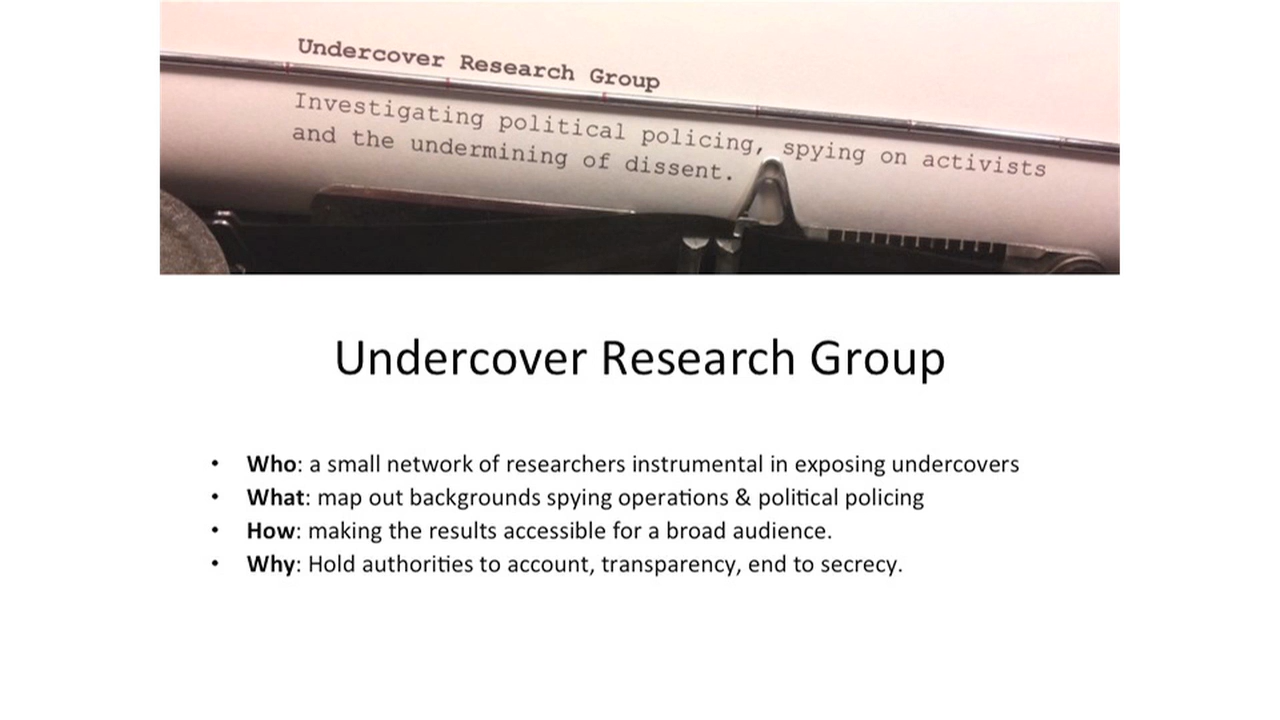 Undercover Research Group
Investigating political policing, spying on activists
and the undermining of dissent.
Undercover Research Group
• Who: a small network of researchers instrumental in exposing undercovers
• What: map out backgrounds spying operations & political policing
• How: making the results accessible for a broad audience.
• Why: Hold authorities to account, transparency, end to secrecy.